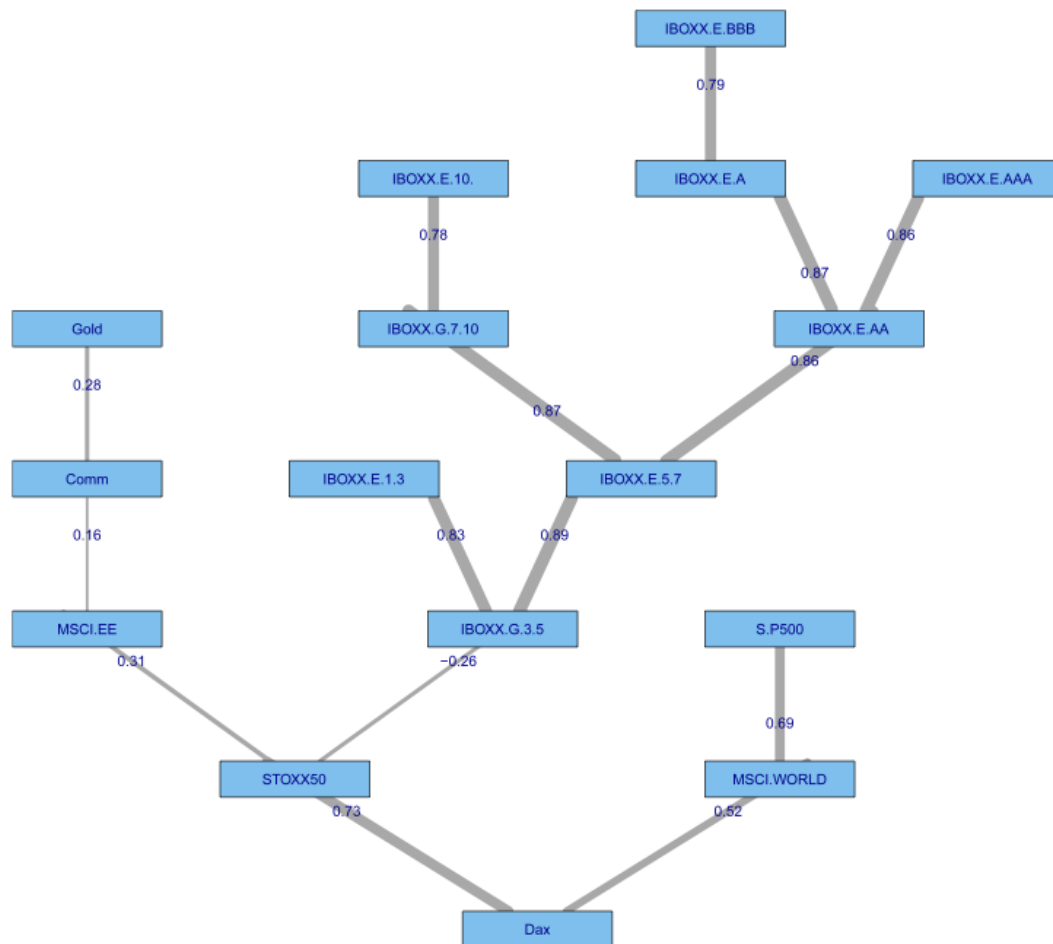 IBOXX.E.BBB
0.79
IBOXX.E.10.
IBOXX.E.A
IBOXX.E.AAA
0.78
0.86
0.87
Gold
IBOXX.G.7.10
IBOXX.E.AA
0.86
0.28
0.87
Comm
IBOXX.E.1.3
IBOXX.E.5.7
0.16
0.83
0.89
MSCI.EE
IBOXX.G.3.5
S.P500
0.31
−0.26
0.69
STOXX50
MSCI.WORLD
0.73
0.52
Dax